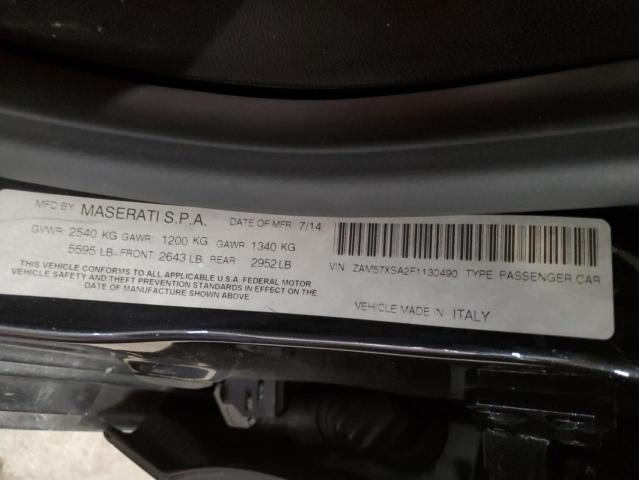 MFD BY MASERATI S.P.A. DATE OF MFR 7/14
GVWR: 2540 KG GAWR: 1200 KG GAWR 1340 KG
5595 LB-FRONT: 2643 LB REAR: 2952 LB
THIS VEHICLE CONFORMS TO ALL APPLICABLE U.S.A. FEDERAL MOTOR
VEHICLE SAFETY AND THEFT PREVENTION STANDARDS IN EFFECT ON THE
DATE OF MANUFACTURE SHOWN ABOVE.
VIN: ZAM57XSA2F1130490 TYPE PASSENGER CAR
VEHICLE MADE IN ITALY